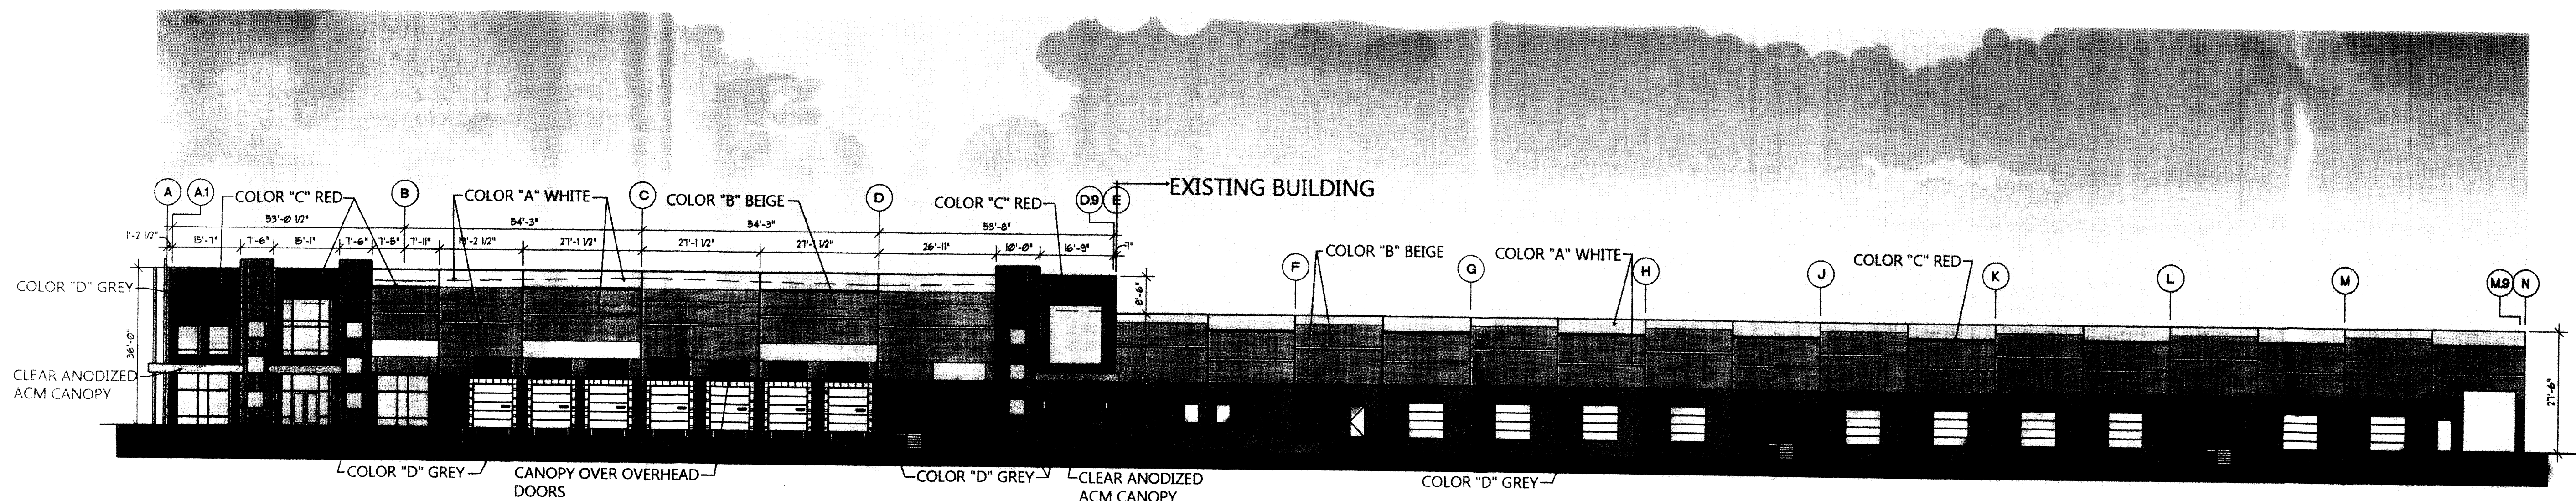 EXISTING BUILDING
A
A.1
COLOR "C" RED
B
COLOR "A" WHITE
C
COLOR "B" BEIGE
D
COLOR "C" RED
D.9
E
53'-0 1/2"
54'-3"
54'-3"
53'-8"
1'-2 1/2"
15'-7"
7'-6"
15'-1"
7'-6"
7'-5"
7'-11"
19'-2 1/2"
27'-1 1/2"
27'-1 1/2"
27'-1 1/2"
26'-11"
10'-0"
16'-9"
7"
COLOR "B" BEIGE
COLOR "A" WHITE
COLOR "C" RED
F
G
H
J
K
L
M
M.9
N
COLOR "D" GREY
8'-6"
36'-0"
CLEAR ANODIZED
ACM CANOPY
27'-6"
COLOR "D" GREY
CANOPY OVER OVERHEAD
DOORS
COLOR "D" GREY
CLEAR ANODIZED
ACM CANOPY
COLOR "D" GREY